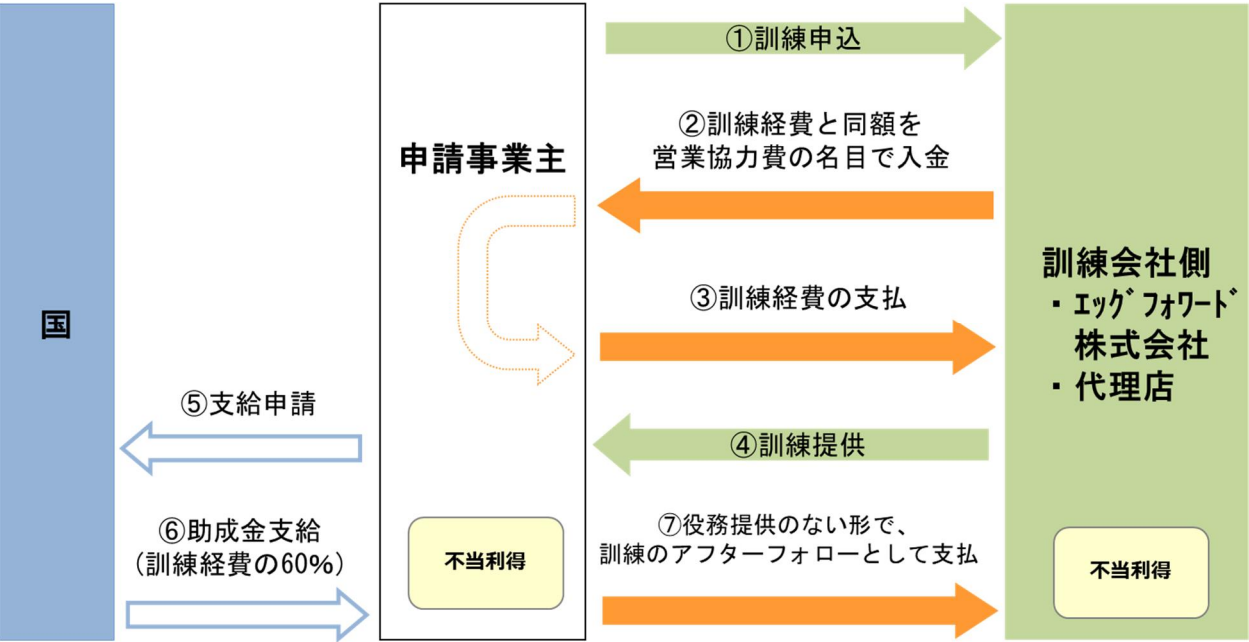 ①訓練申込
②訓練経費と同額を
営業協力費の名目で入金
申請事業主
訓練会社側
・ｴｯｸﾞﾌｫﾜｰﾄﾞ
株式会社
・代理店
国
③訓練経費の支払
⑤支給申請
④訓練提供
⑥助成金支給
(訓練経費の60%)
⑦役務提供のない形で、
訓練のアフターフォローとして支払
不当利得
不当利得